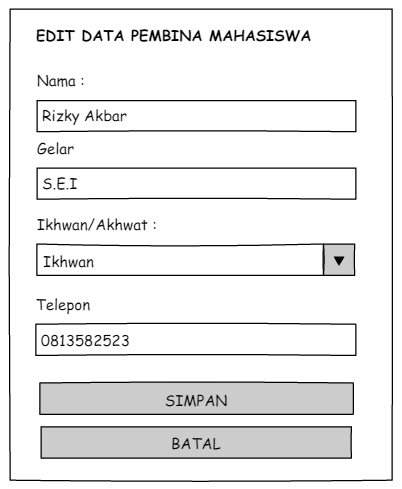 EDIT DATA PEMBINA MAHASISWA
Nama :
Rizky Akbar
Gelar
S.E.I
Ikhwan/Akhwat :
Ikhwan
Telepon
0813582523
SIMPAN
BATAL